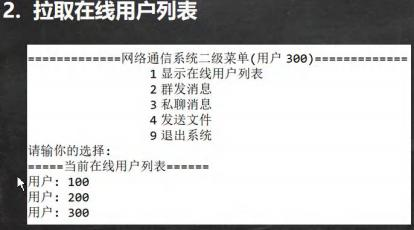 2. 拉取在线用户列表
=============网络通信系统二级菜单(用户 300)=============
1 显示在线用户列表
2 群发消息
3 私聊消息
4 发送文件
9 退出系统
请输你的选择:
=====当前在线用户列表======
用户: 100
用户: 200
用户: 300